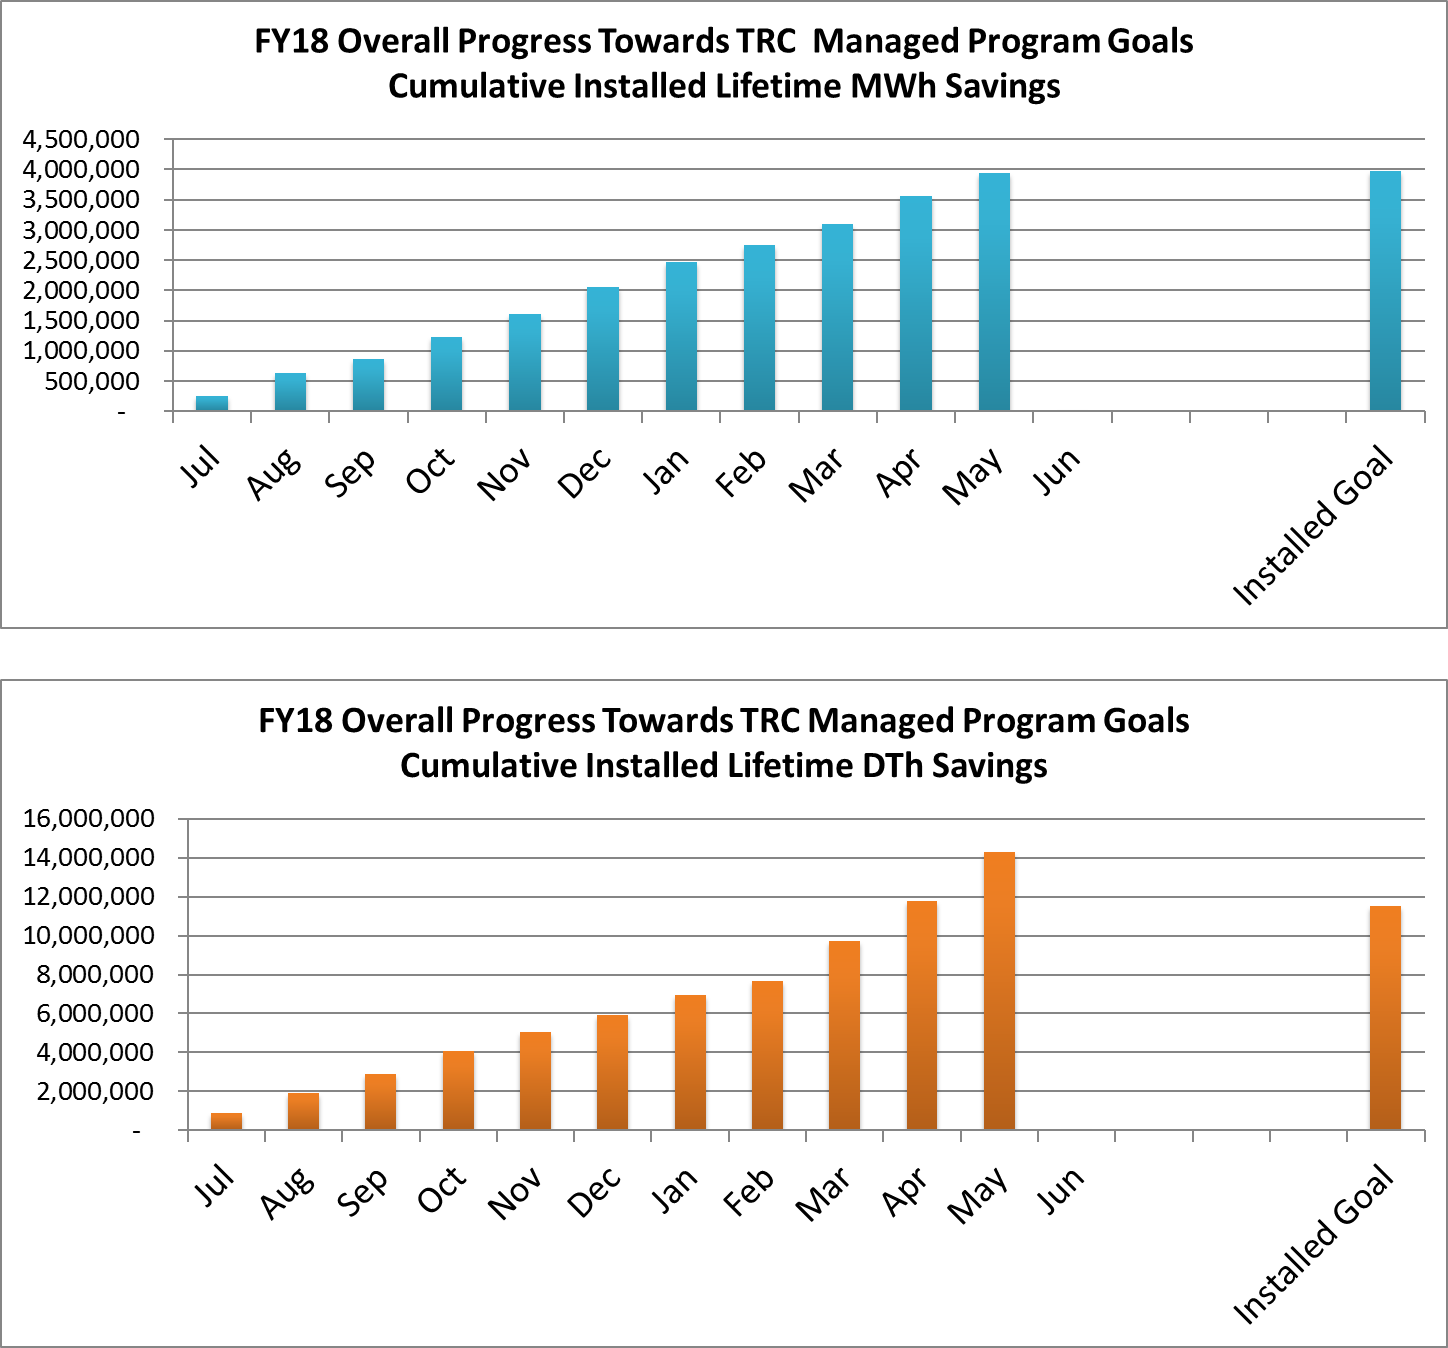 FY18 Overall Progress Towards TRC  Managed Program Goals
Cumulative Installed Lifetime MWh Savings
4,500,000
4,000,000
3,500,000
3,000,000
2,500,000
2,000,000
1,500,000
1,000,000
500,000
-
Jul
Aug
Sep
Oct
Nov
Dec
Jan
Feb
Mar
Apr
May
Jun
Installed Goal
FY18 Overall Progress Towards TRC Managed Program Goals
Cumulative Installed Lifetime DTh Savings
16,000,000
14,000,000
12,000,000
10,000,000
8,000,000
6,000,000
4,000,000
2,000,000
-
Jul
Aug
Sep
Oct
Nov
Dec
Jan
Feb
Mar
Apr
May
Jun
Installed Goal